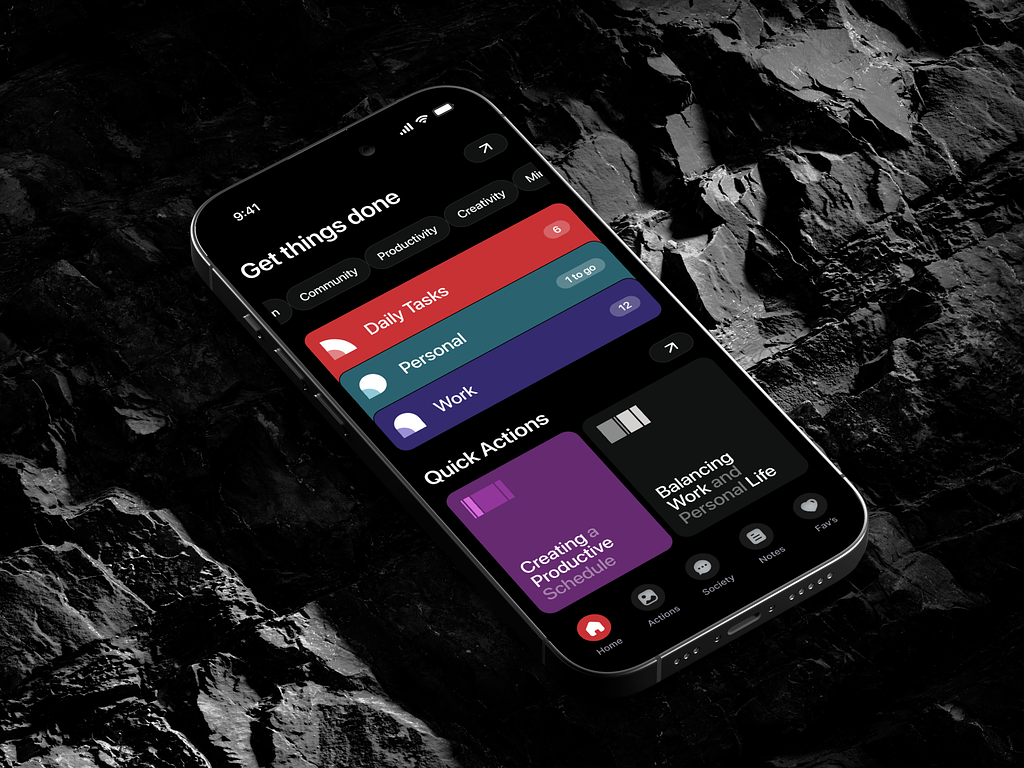 9:41
Get things done
n
Community
Productivity
Creativity
Mi
Daily Tasks
6
Personal
1 to go
Work
12
Quick Actions
Creating a
Productive
Schedule
Balancing
Work and
Personal Life
Home
Actions
Society
Notes
Fav's